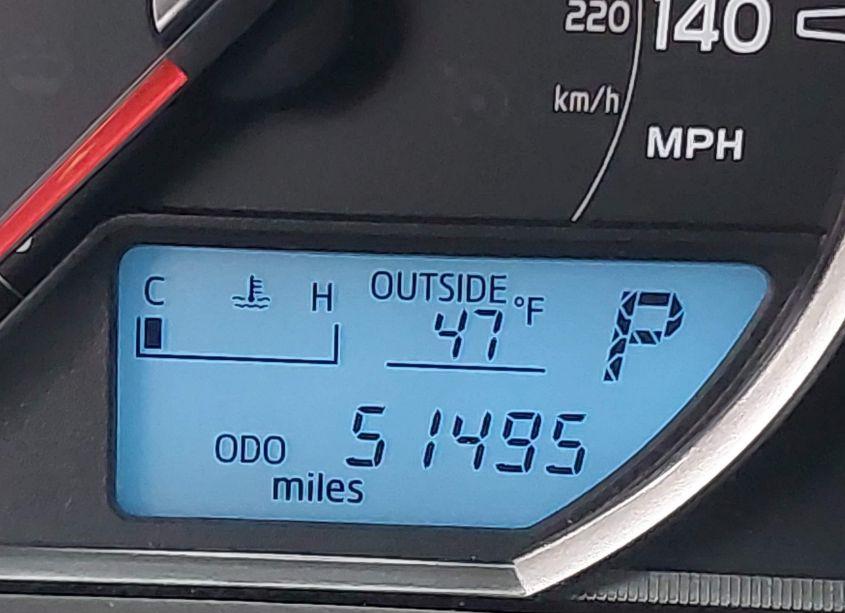 220 140
km/h
MPH
C H OUTSIDE °F
47
P
ODO 51495
miles